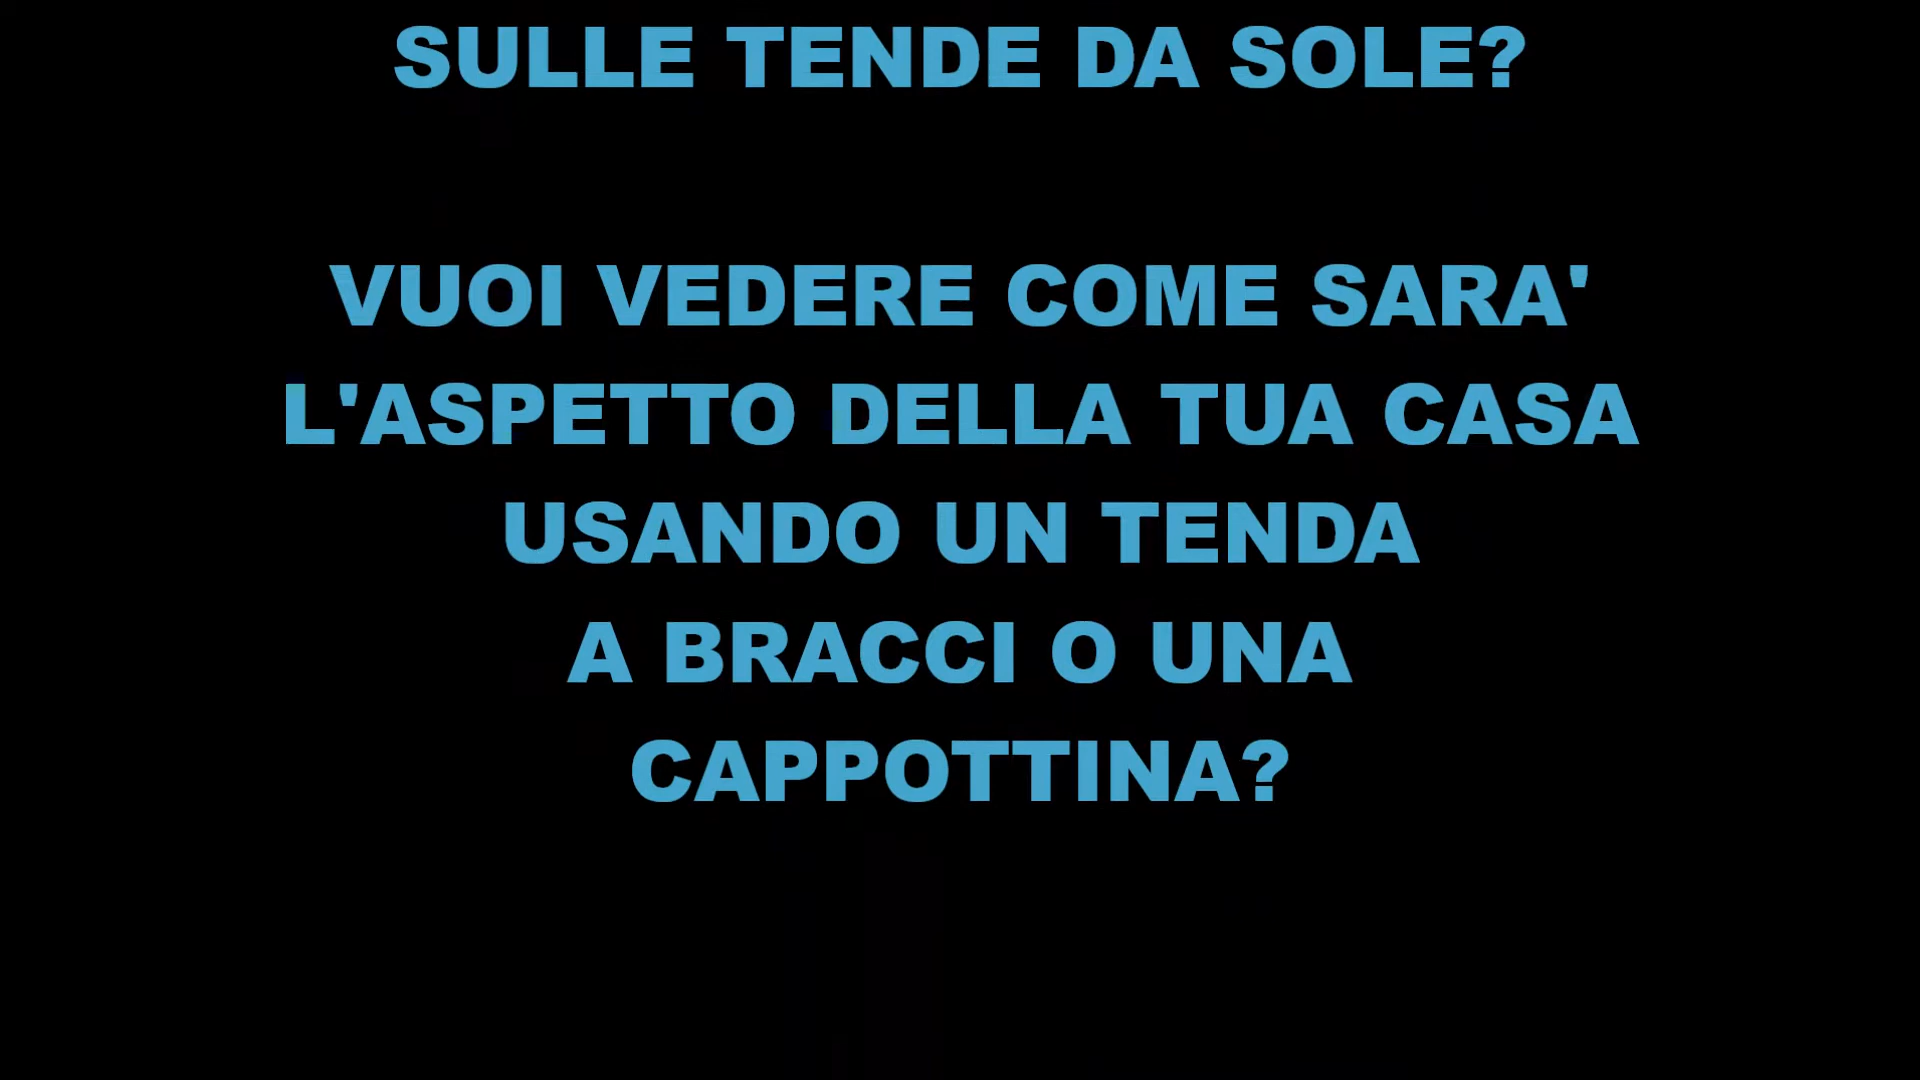 SULLE TENDE DA SOLE?
VUOI VEDERE COME SARA'
L'ASPETTO DELLA TUA CASA
USANDO UN TENDA
A BRACCI O UNA
CAPPOTTINA?